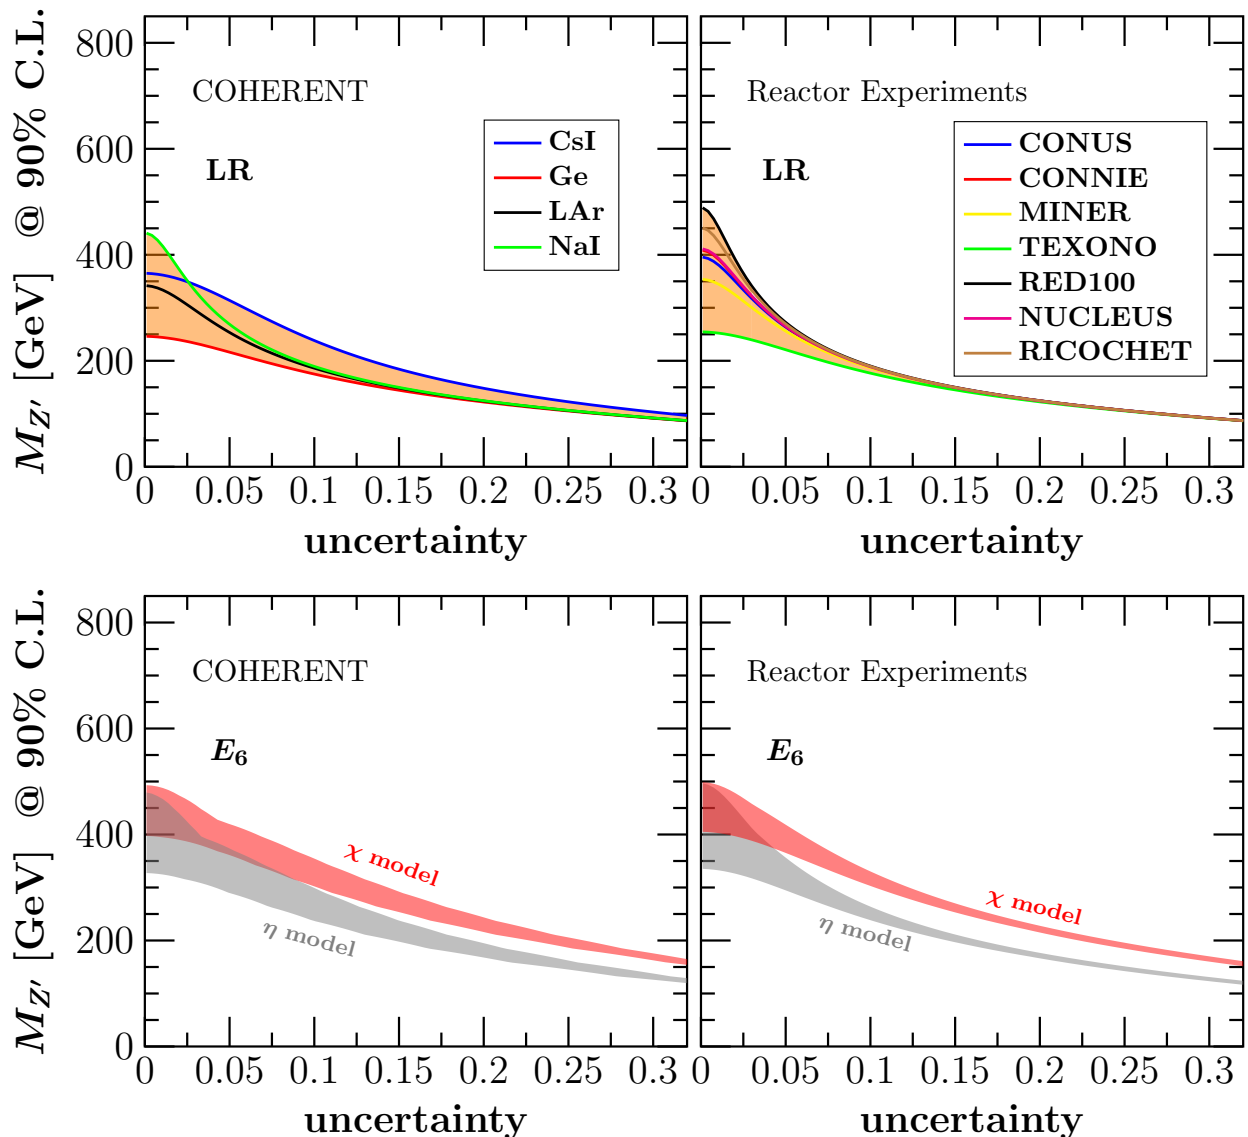 M_Z′ [GeV] @ 90% C.L.
800
600
400
200
0
COHERENT
LR
CsI
Ge
LAr
NaI
0 0.05 0.1 0.15 0.2 0.25 0.3
uncertainty
Reactor Experiments
LR
CONUS
CONNIE
MINER
TEXONO
RED100
NUCLEUS
RICOCHET
0 0.05 0.1 0.15 0.2 0.25 0.3
uncertainty
M_Z′ [GeV] @ 90% C.L.
800
600
400
200
0
COHERENT
E₆
χ model
η model
0 0.05 0.1 0.15 0.2 0.25 0.3
uncertainty
Reactor Experiments
E₆
χ model
η model
0 0.05 0.1 0.15 0.2 0.25 0.3
uncertainty